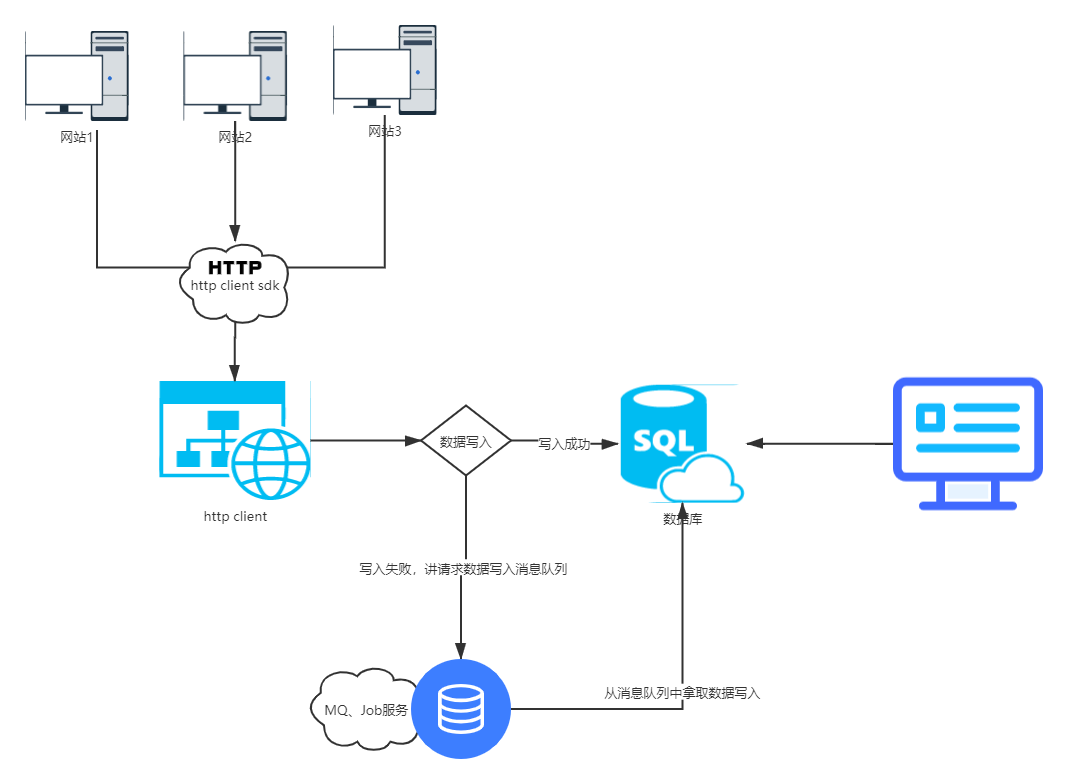 网站1
网站2
网站3
HTTP
http client sdk
http client
数据写入
写入成功
SQL
数据库
写入失败，讲请求数据写入消息队列
MQ、Job服务
从消息队列中拿取数据写入